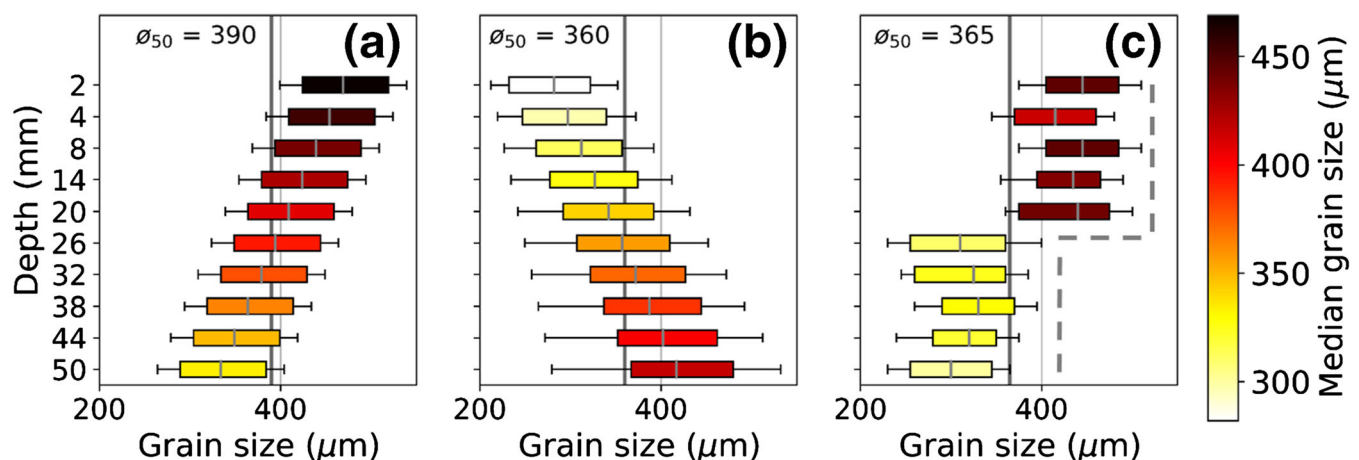 ø50 = 390 (a)
ø50 = 360 (b)
ø50 = 365 (c)
Depth (mm)
2
4
8
14
20
26
32
38
44
50
200 400
200 400
200 400
Grain size (μm)
Grain size (μm)
Grain size (μm)
450
400
350
300
Median grain size (μm)